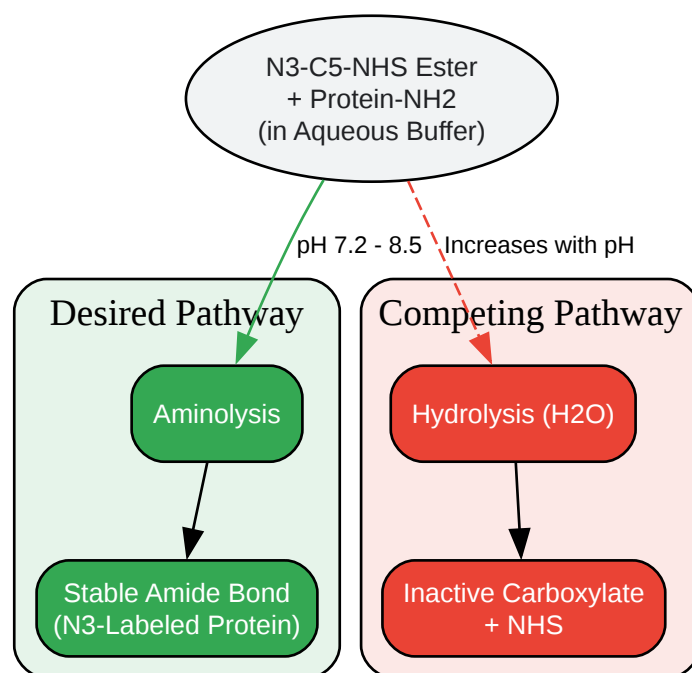 N3-C5-NHS Ester
+ Protein-NH2
(in Aqueous Buffer)
pH 7.2 - 8.5
Increases with pH
Desired Pathway
Competing Pathway
Aminolysis
Hydrolysis (H2O)
Stable Amide Bond
(N3-Labeled Protein)
Inactive Carboxylate
+ NHS